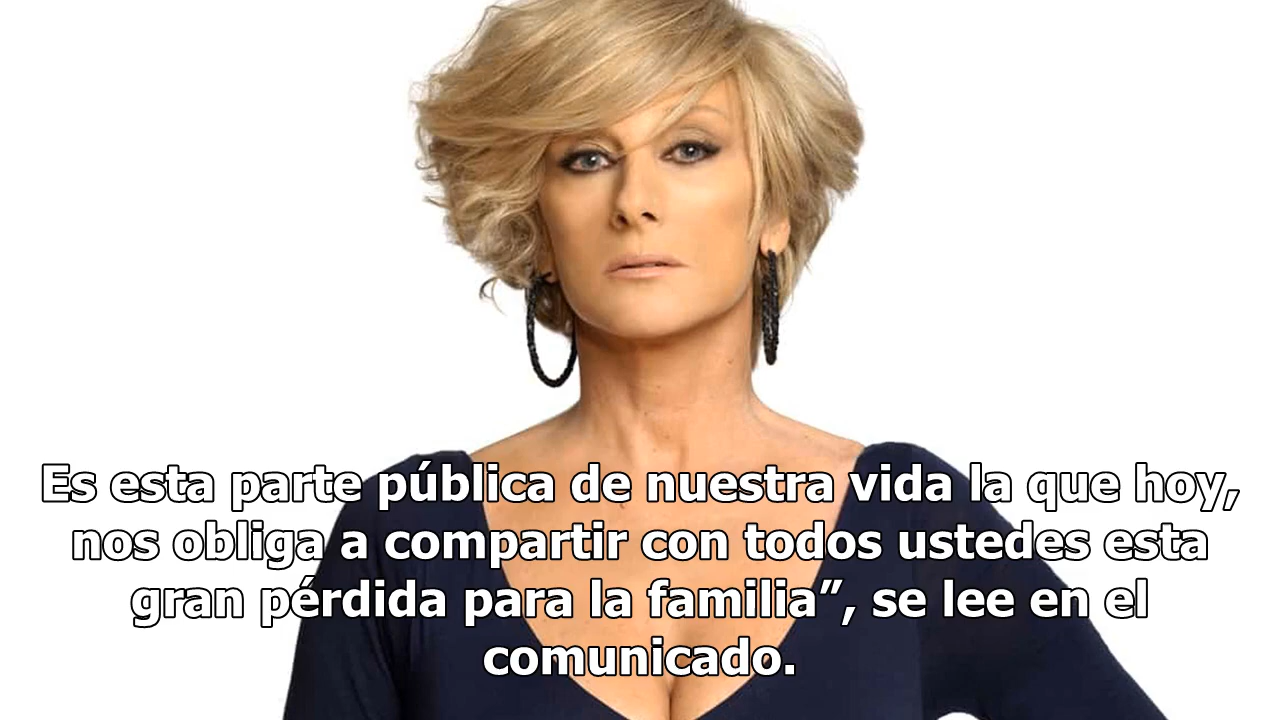 Es esta parte pública de nuestra vida la que hoy,
nos obliga a compartir con todos ustedes esta
gran pérdida para la familia”, se lee en el
comunicado.